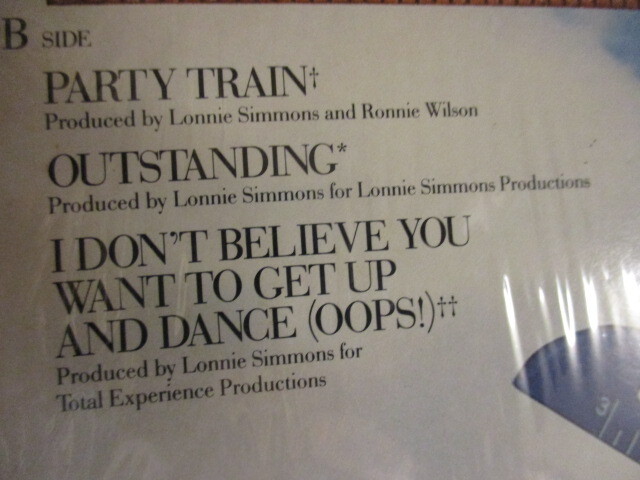 B SIDE
PARTY TRAIN†
Produced by Lonnie Simmons and Ronnie Wilson
OUTSTANDING*
Produced by Lonnie Simmons for Lonnie Simmons Productions
I DON'T BELIEVE YOU
WANT TO GET UP
AND DANCE (OOPS!)††
Produced by Lonnie Simmons for
Total Experience Productions
3